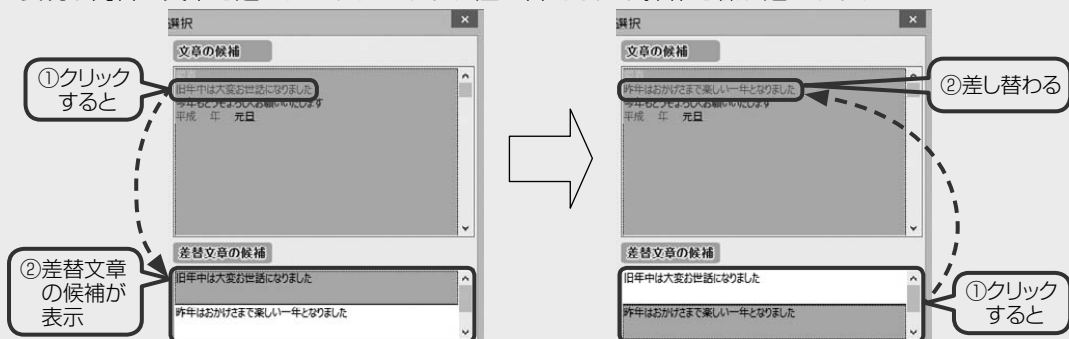 選択
文章の候補
旧年中は大変お世話になりました
今年もどうぞよろしくお願いいたします
平成 年 元旦
差替文章の候補
旧年中は大変お世話になりました
昨年はおかげさまで楽しい一年となりました
①クリック
すると
②差替文章
の候補が
表示
選択
文章の候補
昨年はおかげさまで楽しい一年となりました
今年もどうぞよろしくお願いいたします
平成 年 元旦
差替文章の候補
旧年中は大変お世話になりました
昨年はおかげさまで楽しい一年となりました
②差し替わる
①クリック
すると